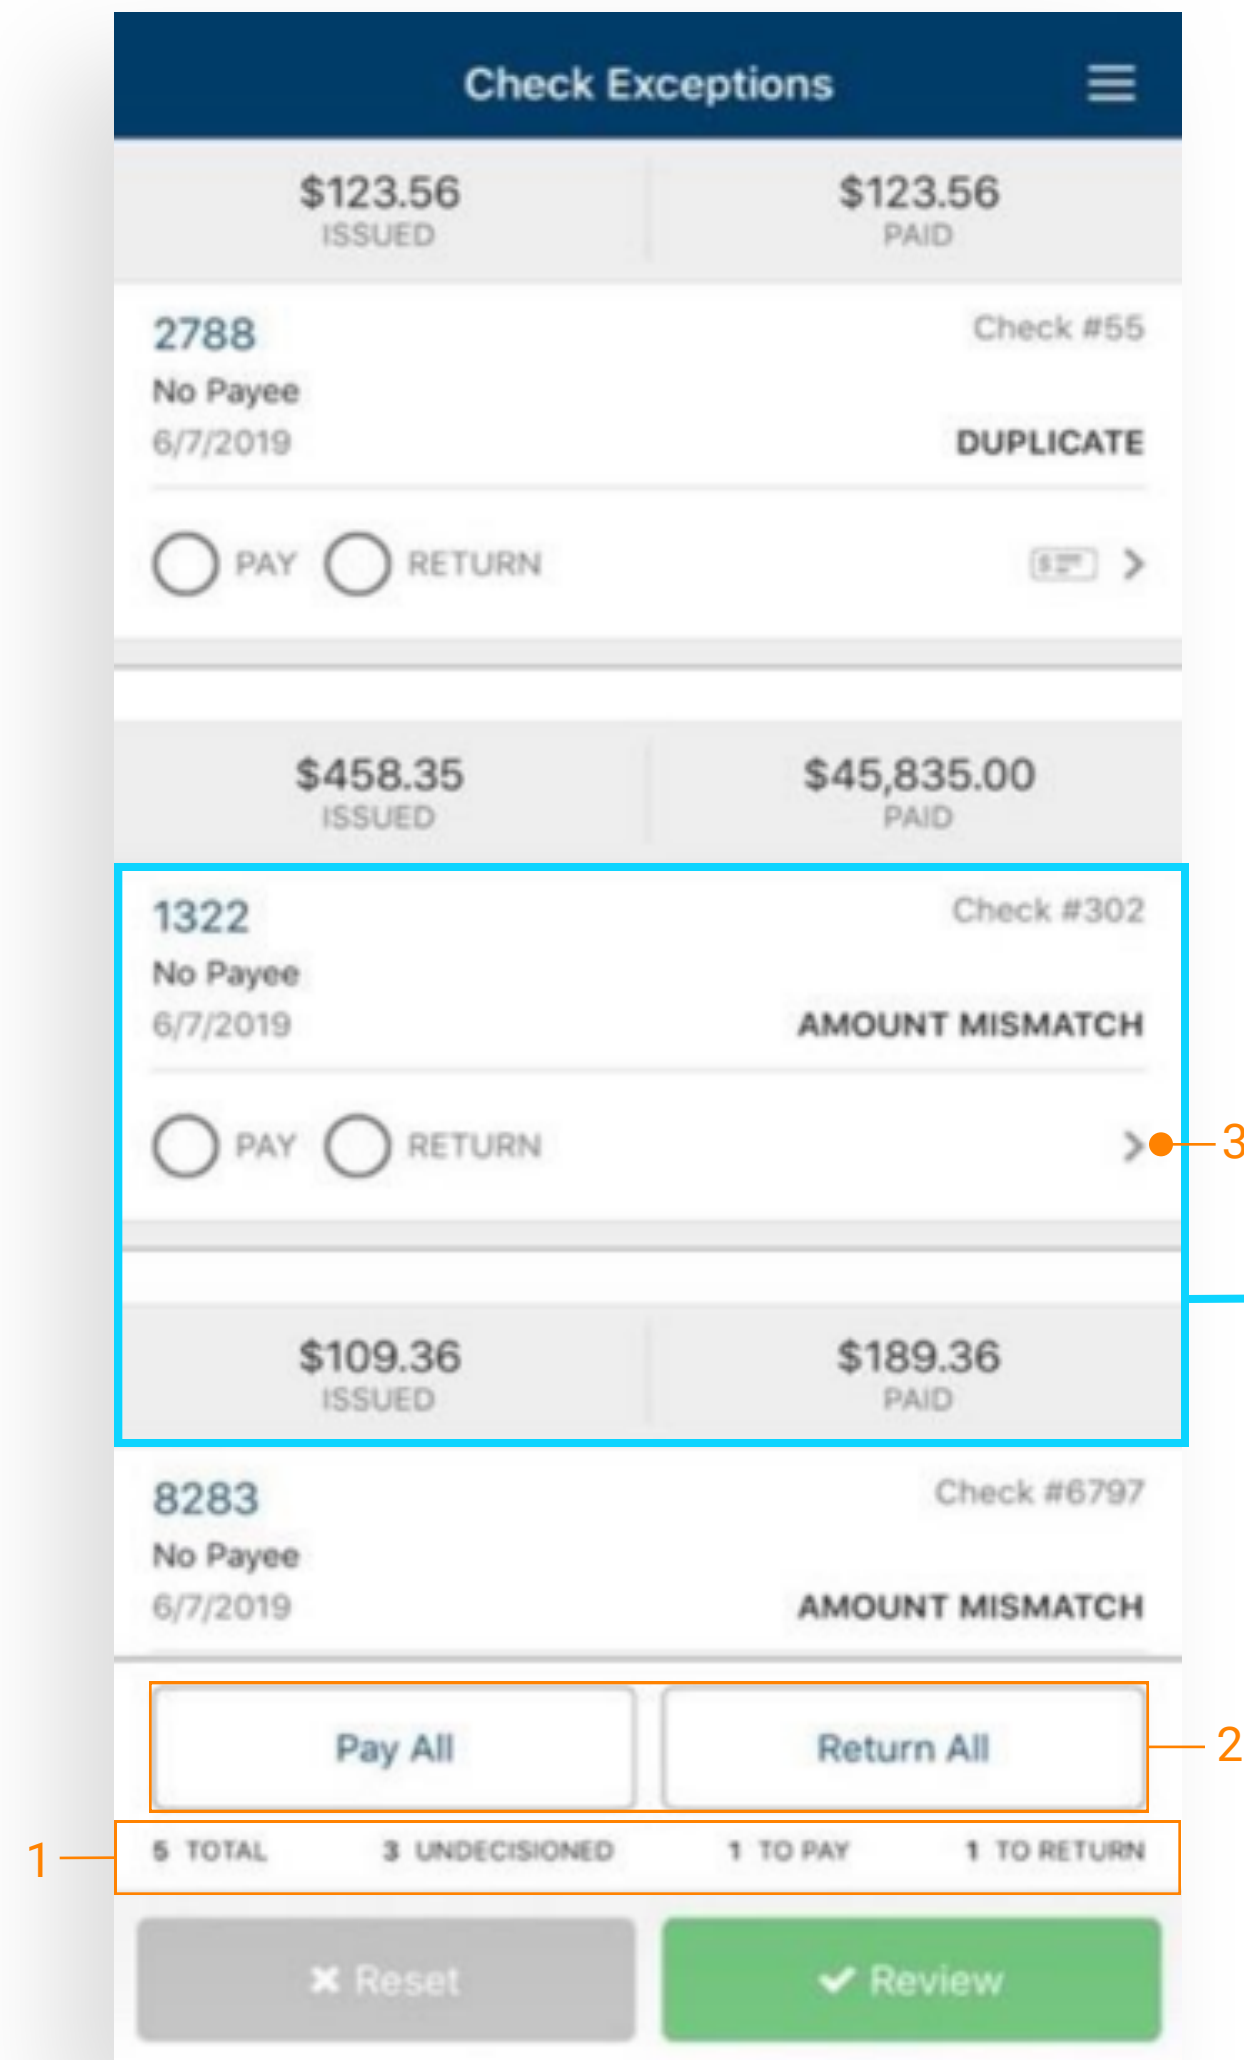 Check Exceptions
$123.56 $123.56
ISSUED PAID
2788 Check #55
No Payee
6/7/2019 DUPLICATE
PAY RETURN
$458.35 $45,835.00
ISSUED PAID
1322 Check #302
No Payee
6/7/2019 AMOUNT MISMATCH
PAY RETURN
3
$109.36 $189.36
ISSUED PAID
8283 Check #6797
No Payee
6/7/2019 AMOUNT MISMATCH
Pay All Return All
2
1
5 TOTAL 3 UNDECISIONED 1 TO PAY 1 TO RETURN
Reset Review